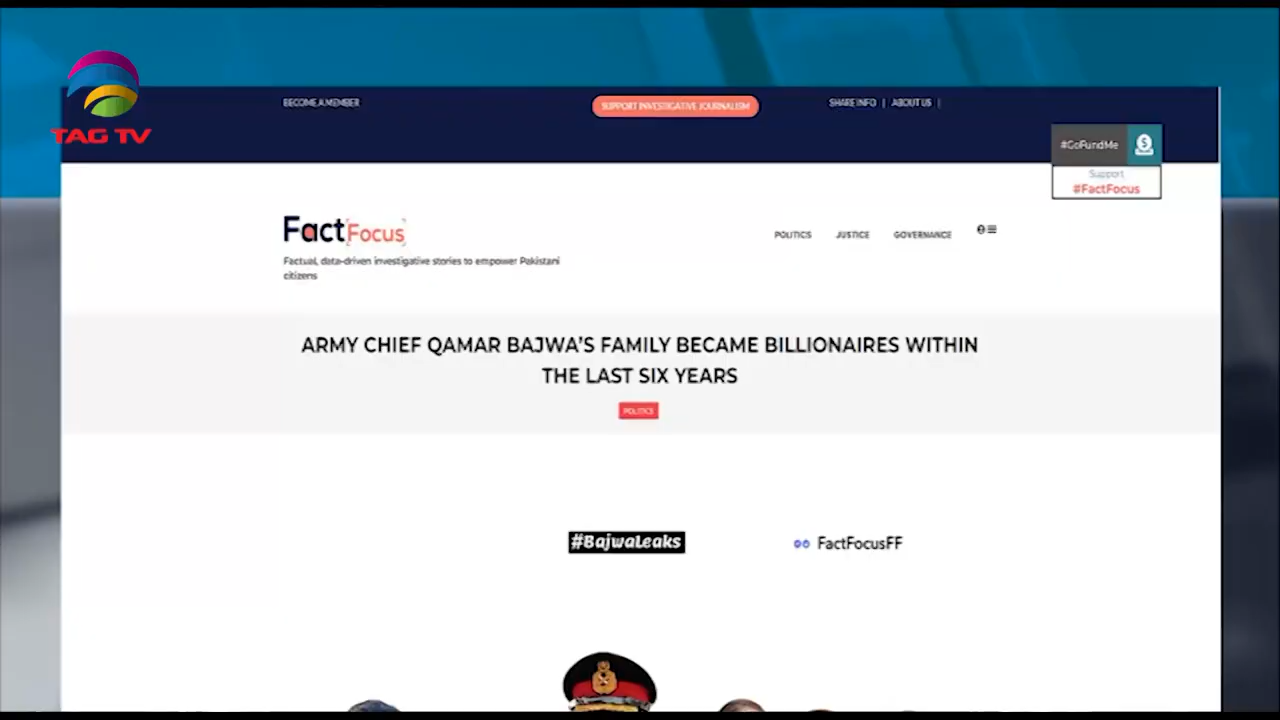 TAG TV
BECOME A MEMBER
SUPPORT INVESTIGATIVE JOURNALISM
SHARE INFO | ABOUT US |
#GoFundMe
Support
#FactFocus
FactFocus
POLITICS
JUSTICE
GOVERNANCE
Factual, data-driven investigative stories to empower Pakistani
citizens
ARMY CHIEF QAMAR BAJWA'S FAMILY BECAME BILLIONAIRES WITHIN
THE LAST SIX YEARS
POLITICS
#BajwaLeaks
FactFocusFF